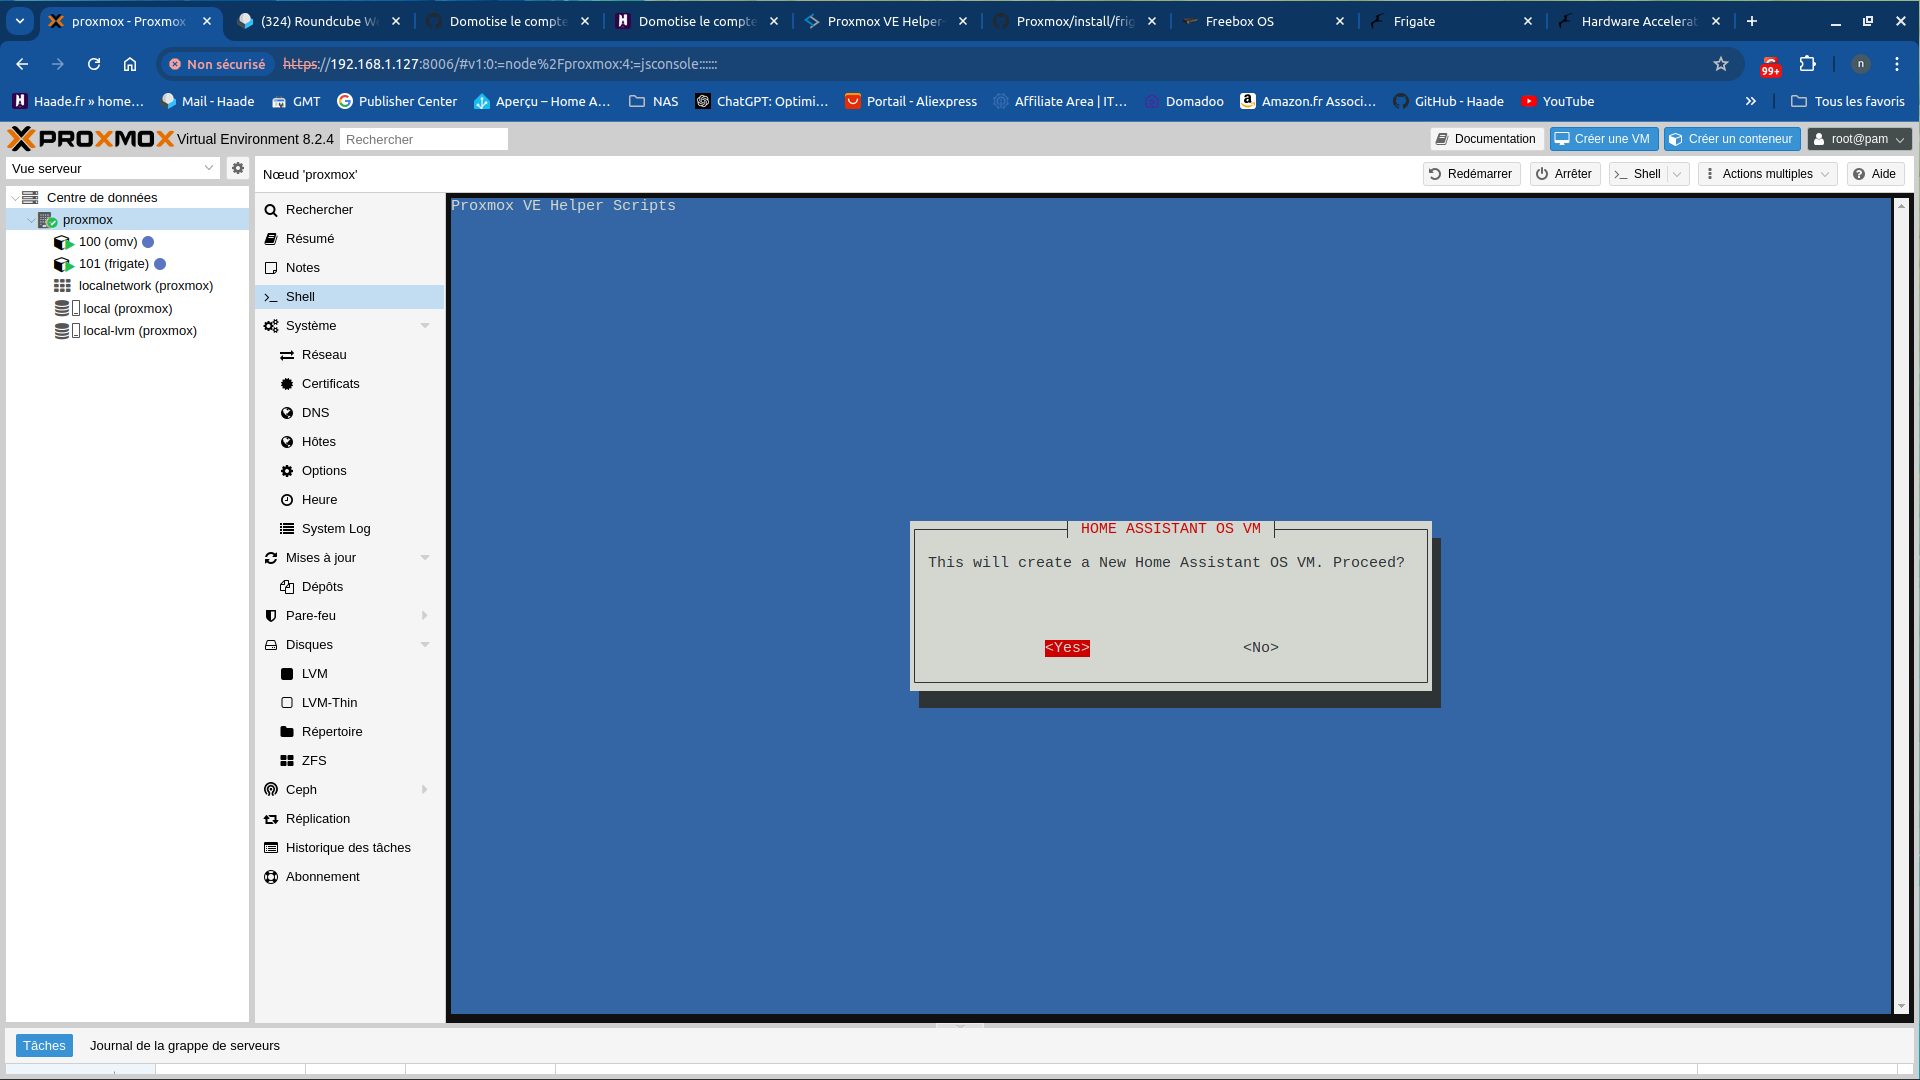 proxmox - Proxmox
(324) Roundcube W
Domotise le compte
Domotise le compte
Proxmox VE Helper-
Proxmox/install/frig
Freebox OS
Frigate
Hardware Accelerat
Non sécurisé
https://192.168.1.127:8006/#v1:0:=node%2Fproxmox:4:=jsconsole::::::
99+
n
Haade.fr » home…
Mail - Haade
GMT
Publisher Center
Aperçu – Home A…
NAS
ChatGPT: Optimi…
Portail - Aliexpress
Affiliate Area | IT…
Domadoo
Amazon.fr Associ…
GitHub - Haade
YouTube
Tous les favoris
PROXMOX Virtual Environment 8.2.4
Rechercher
Documentation
Créer une VM
Créer un conteneur
root@pam
Vue serveur
Nœud 'proxmox'
Redémarrer
Arrêter
Shell
Actions multiples
Aide
Centre de données
proxmox
100 (omv)
101 (frigate)
localnetwork (proxmox)
local (proxmox)
local-lvm (proxmox)
Rechercher
Résumé
Notes
Shell
Système
Réseau
Certificats
DNS
Hôtes
Options
Heure
System Log
Mises à jour
Dépôts
Pare-feu
Disques
LVM
LVM-Thin
Répertoire
ZFS
Ceph
Réplication
Historique des tâches
Abonnement
Proxmox VE Helper Scripts
HOME ASSISTANT OS VM
This will create a New Home Assistant OS VM. Proceed?
<Yes>
<No>
Tâches
Journal de la grappe de serveurs